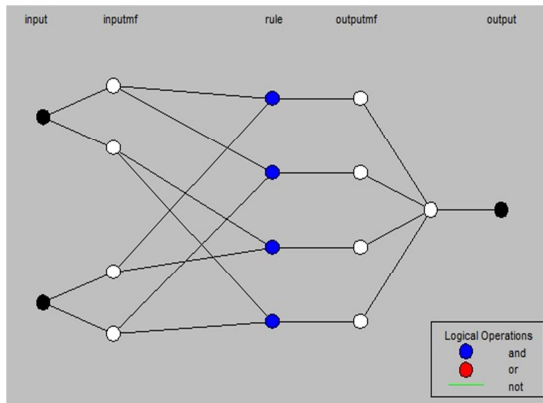 input inputmf rule outputmf output
Logical Operations
and
or
not